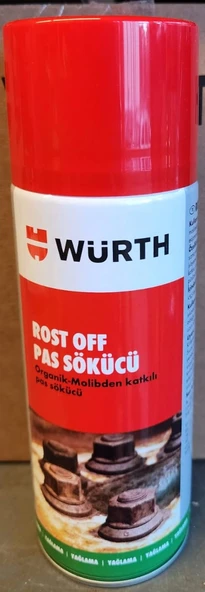 WÜRTH
ROST OFF
PAS SÖKÜCÜ
Organik-Molibden katkılı
pas sökücü
YAĞLAMA | YAĞLAMA | YAĞLAMA | YAĞLAMA